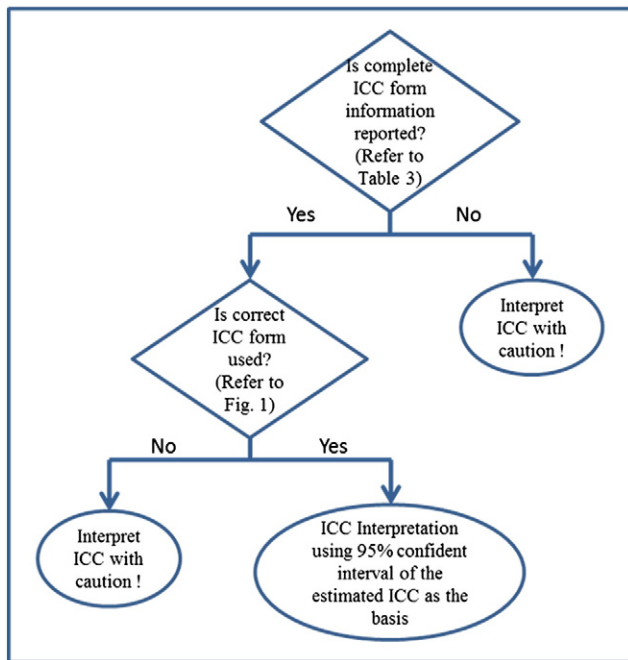 Is complete
ICC form
information
reported?
(Refer to
Table 3)
Yes
No
Is correct
ICC form
used?
(Refer to
Fig. 1)
Interpret
ICC with
caution !
No
Yes
Interpret
ICC with
caution !
ICC Interpretation
using 95% confident
interval of the
estimated ICC as the
basis